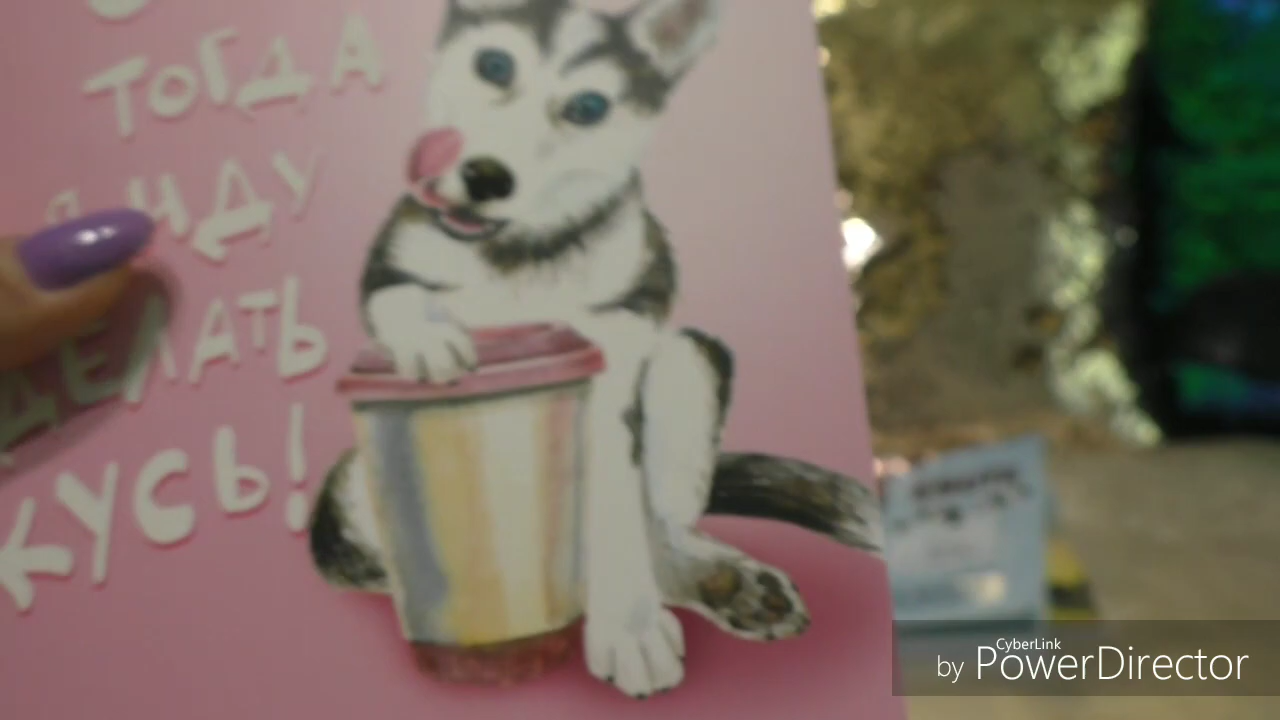 ТОГДА
Я ИДУ
ДЕЛАТЬ
КУСЬ!
CyberLink
by PowerDirector